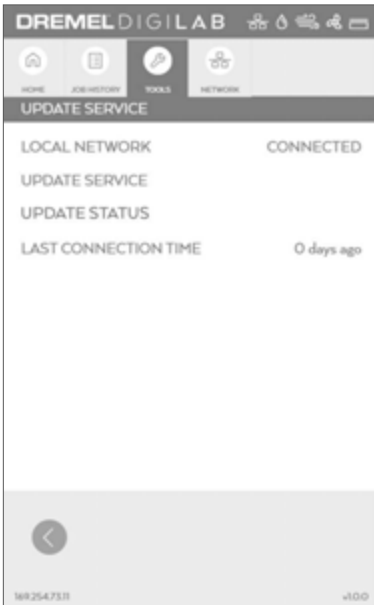 DREMEL DIGILAB
HOME JOB HISTORY TOOLS NETWORK
UPDATE SERVICE
LOCAL NETWORK CONNECTED
UPDATE SERVICE
UPDATE STATUS
LAST CONNECTION TIME 0 days ago
169.254.73.11 v1.0.0